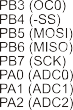 PB3 (OC0)
PB4 (-SS)
PB5 (MOSI)
PB6 (MISO)
PB7 (SCK)
PA0 (ADC0)
PA1 (ADC1)
PA2 (ADC2)